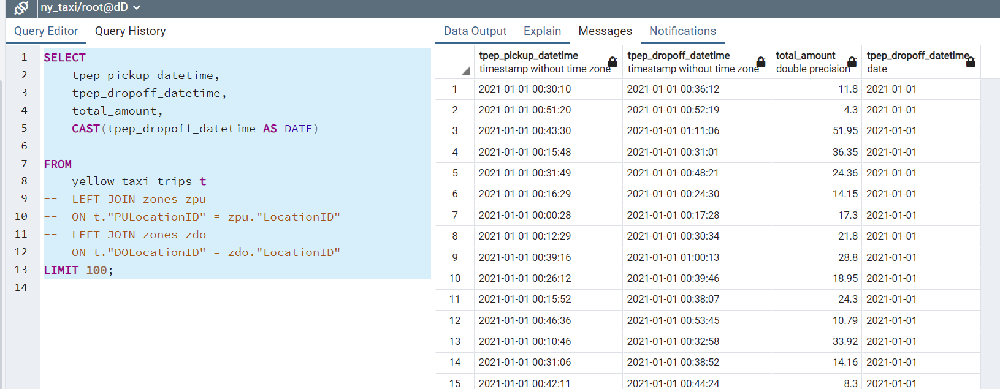 ny_taxi/root@dD
Query Editor Query History
1 SELECT
2 tpep_pickup_datetime,
3 tpep_dropoff_datetime,
4 total_amount,
5 CAST(tpep_dropoff_datetime AS DATE)
6
7 FROM
8 yellow_taxi_trips t
9 -- LEFT JOIN zones zpu
10 -- ON t."PULocationID" = zpu."LocationID"
11 -- LEFT JOIN zones zdo
12 -- ON t."DOLocationID" = zdo."LocationID"
13 LIMIT 100;
14
Data Output Explain Messages Notifications
tpep_pickup_datetime tpep_dropoff_datetime total_amount tpep_dropoff_datetime..
timestamp without time zone timestamp without time zone double precision date
1 2021-01-01 00:30:10 2021-01-01 00:36:12 11.8 2021-01-01
2 2021-01-01 00:51:20 2021-01-01 00:52:19 4.3 2021-01-01
3 2021-01-01 00:43:30 2021-01-01 01:11:06 51.95 2021-01-01
4 2021-01-01 00:15:48 2021-01-01 00:31:01 36.35 2021-01-01
5 2021-01-01 00:31:49 2021-01-01 00:48:21 24.36 2021-01-01
6 2021-01-01 00:16:29 2021-01-01 00:24:30 14.15 2021-01-01
7 2021-01-01 00:00:28 2021-01-01 00:17:28 17.3 2021-01-01
8 2021-01-01 00:12:29 2021-01-01 00:30:34 21.8 2021-01-01
9 2021-01-01 00:39:16 2021-01-01 01:00:13 28.8 2021-01-01
10 2021-01-01 00:26:12 2021-01-01 00:39:46 18.95 2021-01-01
11 2021-01-01 00:15:52 2021-01-01 00:38:07 24.3 2021-01-01
12 2021-01-01 00:46:36 2021-01-01 00:53:45 10.79 2021-01-01
13 2021-01-01 00:10:46 2021-01-01 00:32:58 33.92 2021-01-01
14 2021-01-01 00:31:06 2021-01-01 00:38:52 14.16 2021-01-01
15 2021-01-01 00:42:11 2021-01-01 00:44:24 8.3 2021-01-01